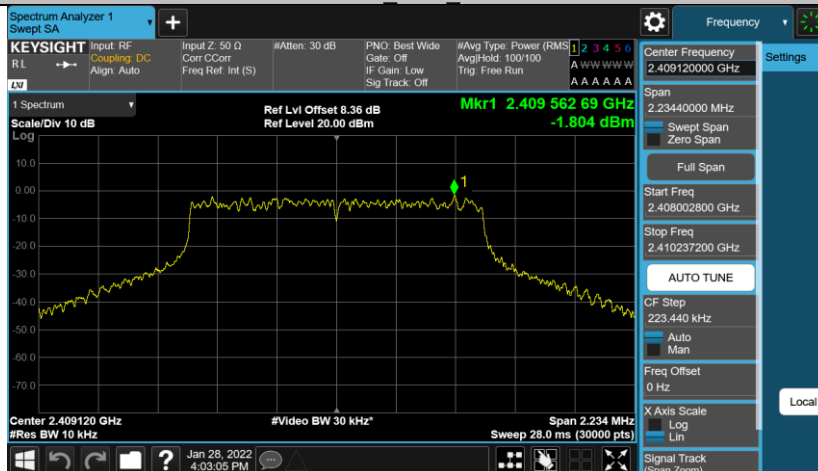 Spectrum Analyzer 1
Swept SA
+
Frequency
KEYSIGHT
RL
LXI
Input: RF
Coupling: DC
Align: Auto
Input Z: 50 Ω
Corr CCorr
Freq Ref: Int (S)
#Atten: 30 dB
PNO: Best Wide
Gate: Off
IF Gain: Low
Sig Track: Off
#Avg Type: Power (RMS
Avg|Hold: 100/100
Trig: Free Run
1 2 3 4 5 6
A W W W W W
A A A A A A
1 Spectrum
Scale/Div 10 dB
Log
Ref Lvl Offset 8.36 dB
Ref Level 20.00 dBm
Mkr1 2.409 562 69 GHz
-1.804 dBm
10.0
0.00
-10.0
-20.0
-30.0
-40.0
-50.0
-60.0
-70.0
1
Center 2.409120 GHz
#Res BW 10 kHz
#Video BW 30 kHz*
Span 2.234 MHz
Sweep 28.0 ms (30000 pts)
?
Jan 28, 2022
4:03:05 PM
Center Frequency
2.409120000 GHz
Span
2.23440000 MHz
Swept Span
Zero Span
Full Span
Start Freq
2.408002800 GHz
Stop Freq
2.410237200 GHz
AUTO TUNE
CF Step
223.440 kHz
Auto
Man
Freq Offset
0 Hz
X Axis Scale
Log
Lin
Signal Track
(Span Zoom)
Settings
Local